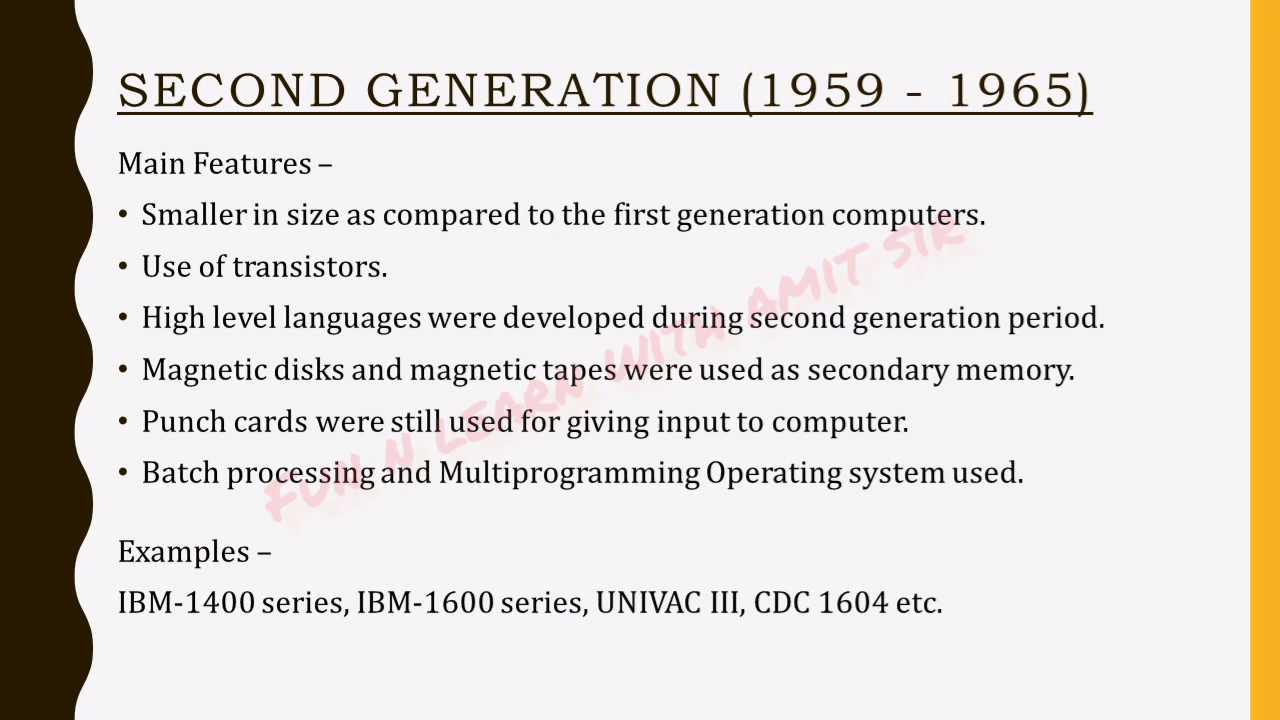 SECOND GENERATION (1959 - 1965)
Main Features –
• Smaller in size as compared to the first generation computers.
• Use of transistors.
• High level languages were developed during second generation period.
• Magnetic disks and magnetic tapes were used as secondary memory.
• Punch cards were still used for giving input to computer.
• Batch processing and Multiprogramming Operating system used.
FUN N LEARN WITH AMIT SIR
Examples –
IBM-1400 series, IBM-1600 series, UNIVAC III, CDC 1604 etc.